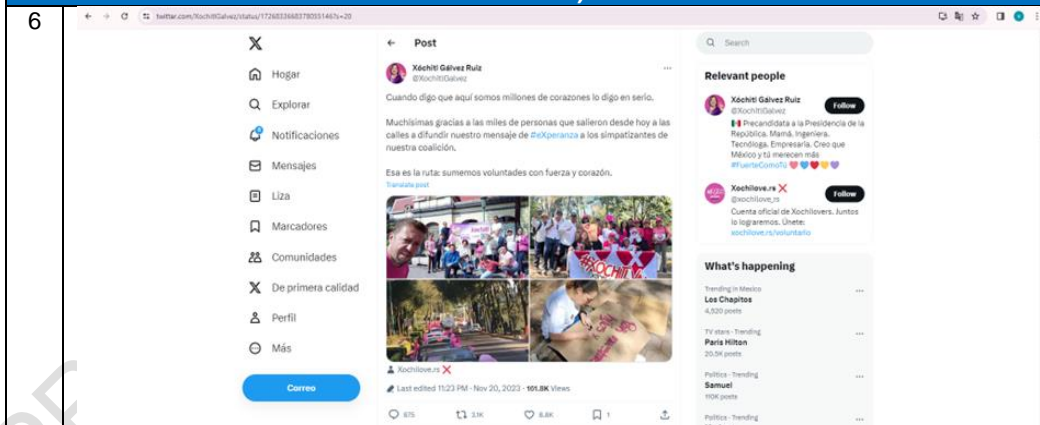 6
twitter.com/XochitlGalvez/status/1726833668378055146?s=20
Hogar
Explorar
Notificaciones
Mensajes
Liza
Marcadores
Comunidades
De primera calidad
Perfil
Más
Correo
Post
Xóchitl Gálvez Ruiz
@XochitlGalvez
Cuando digo que aquí somos millones de corazones lo digo en serio.
Muchísimas gracias a las miles de personas que salieron desde hoy a las
calles a difundir nuestro mensaje de #eXperanza a los simpatizantes de
nuestra coalición.
Esa es la ruta: sumemos voluntades con fuerza y corazón.
Translate post
Xochitl
#XOCHITL
Xochilove.rs ❌
Last edited 11:23 PM · Nov 20, 2023 · 101.8K Views
875
3.1K
8.8K
1
Search
Relevant people
Xóchitl Gálvez Ruiz
@XochitlGalvez
Follow
Precandidata a la Presidencia de la
República. Mamá. Ingeniera.
Tecnóloga. Empresaria. Creo que
México y tú merecen más
#FuerteComoTú
Xochilove.rs ❌
@xochilove_rs
Follow
Cuenta oficial de Xochilovers. Juntos
lo lograremos. Únete:
xochilove.rs/voluntario
What's happening
Trending in Mexico
Los Chapitos
4,920 posts
TV stars · Trending
Paris Hilton
20.5K posts
Politics · Trending
Samuel
110K posts
Politics · Trending